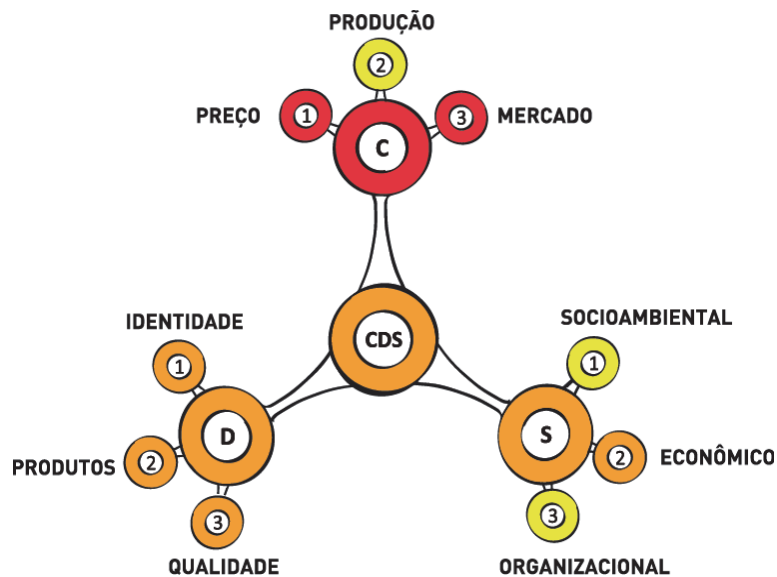 PRODUÇÃO
2
PREÇO 1 3 MERCADO
C
CDS
IDENTIDADE
1
D
PRODUTOS 2
3
QUALIDADE
SOCIOAMBIENTAL
1
S
2 ECONÔMICO
3
ORGANIZACIONAL